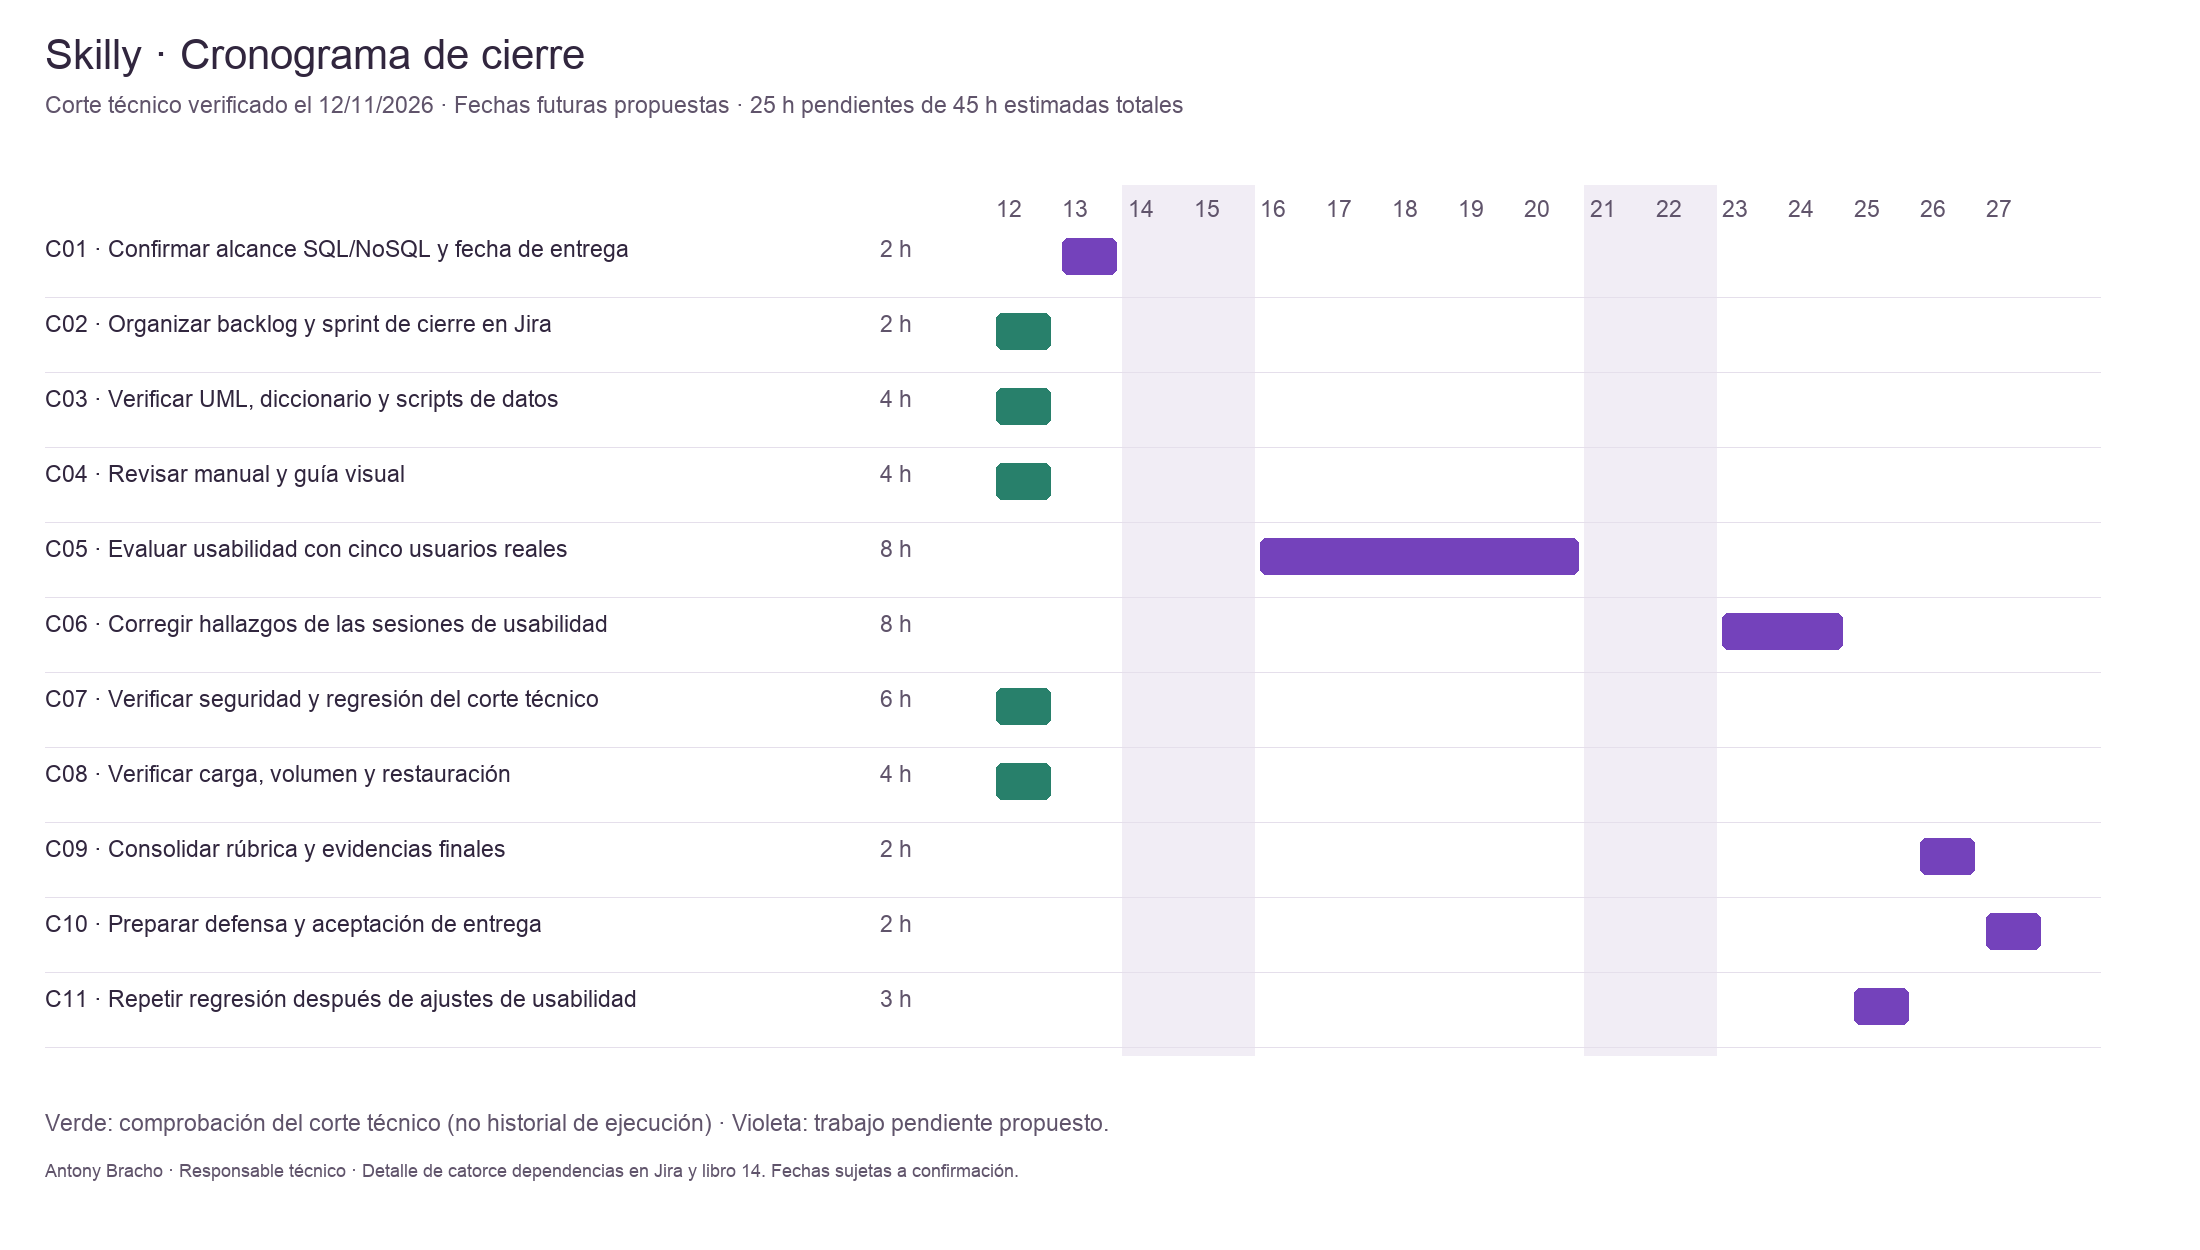 Skilly · Cronograma de cierre
Corte técnico verificado el 12/11/2026 · Fechas futuras propuestas · 25 h pendientes de 45 h estimadas totales
12 13 14 15 16 17 18 19 20 21 22 23 24 25 26 27
C01 · Confirmar alcance SQL/NoSQL y fecha de entrega 2 h
C02 · Organizar backlog y sprint de cierre en Jira 2 h
C03 · Verificar UML, diccionario y scripts de datos 4 h
C04 · Revisar manual y guía visual 4 h
C05 · Evaluar usabilidad con cinco usuarios reales 8 h
C06 · Corregir hallazgos de las sesiones de usabilidad 8 h
C07 · Verificar seguridad y regresión del corte técnico 6 h
C08 · Verificar carga, volumen y restauración 4 h
C09 · Consolidar rúbrica y evidencias finales 2 h
C10 · Preparar defensa y aceptación de entrega 2 h
C11 · Repetir regresión después de ajustes de usabilidad 3 h
Verde: comprobación del corte técnico (no historial de ejecución) · Violeta: trabajo pendiente propuesto.
Antony Bracho · Responsable técnico · Detalle de catorce dependencias en Jira y libro 14. Fechas sujetas a confirmación.